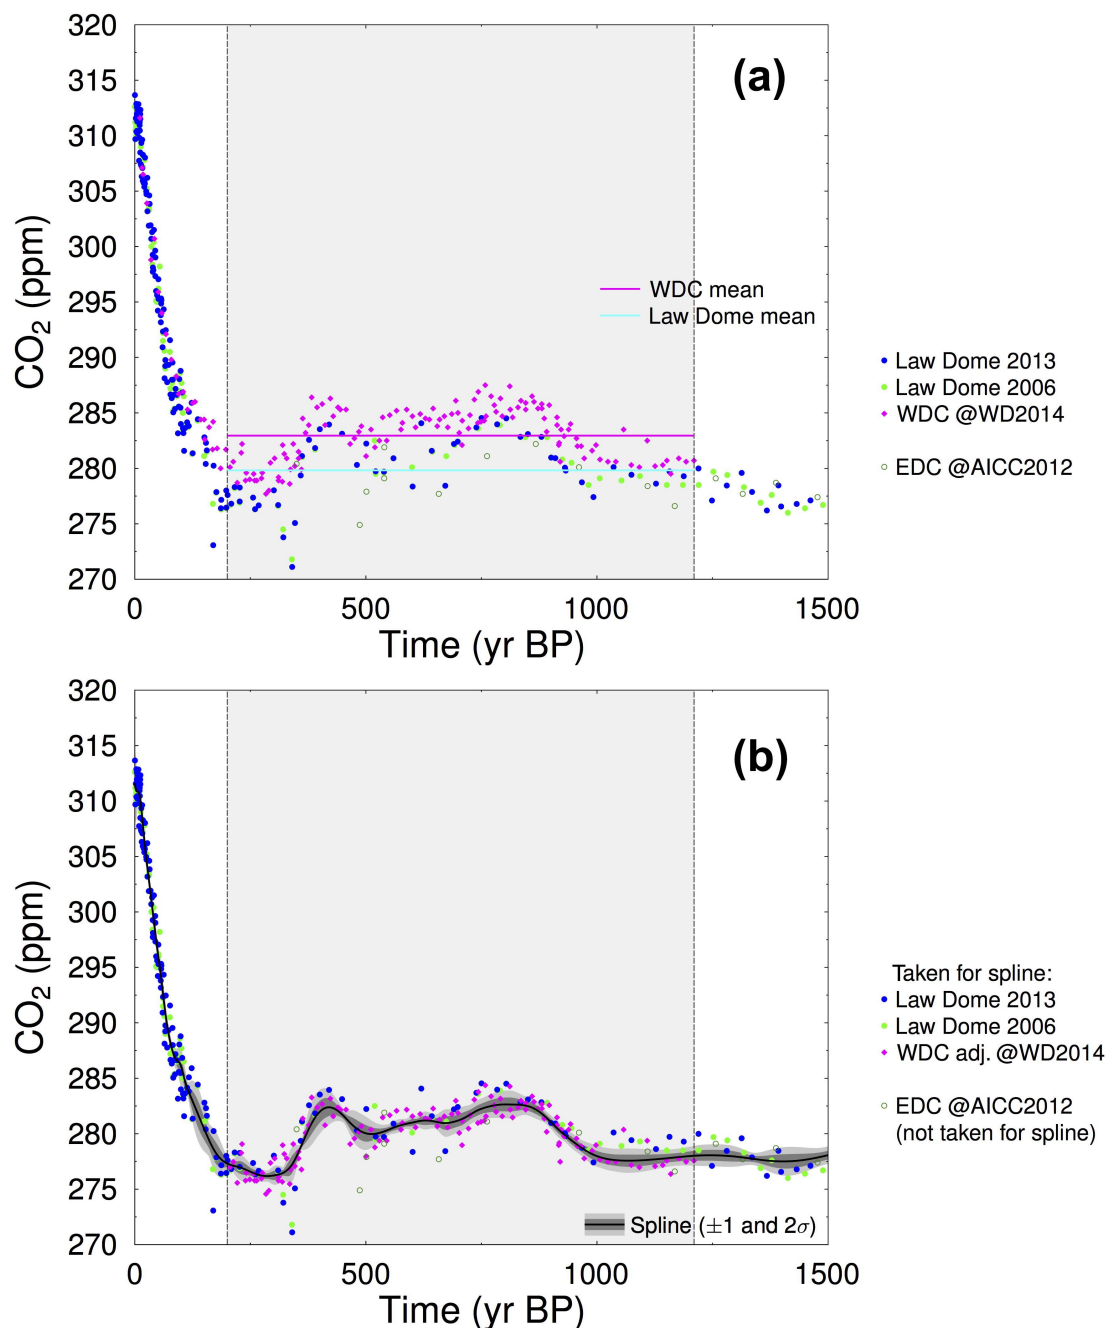 320
315
310
305
300
295
290
285
280
275
270
CO2 (ppm)
(a)
WDC mean
Law Dome mean
Law Dome 2013
Law Dome 2006
WDC @WD2014
EDC @AICC2012
0 500 1000 1500
Time (yr BP)
320
315
310
305
300
295
290
285
280
275
270
CO2 (ppm)
(b)
Taken for spline:
Law Dome 2013
Law Dome 2006
WDC adj. @WD2014
EDC @AICC2012
(not taken for spline)
Spline (±1 and 2σ)
0 500 1000 1500
Time (yr BP)